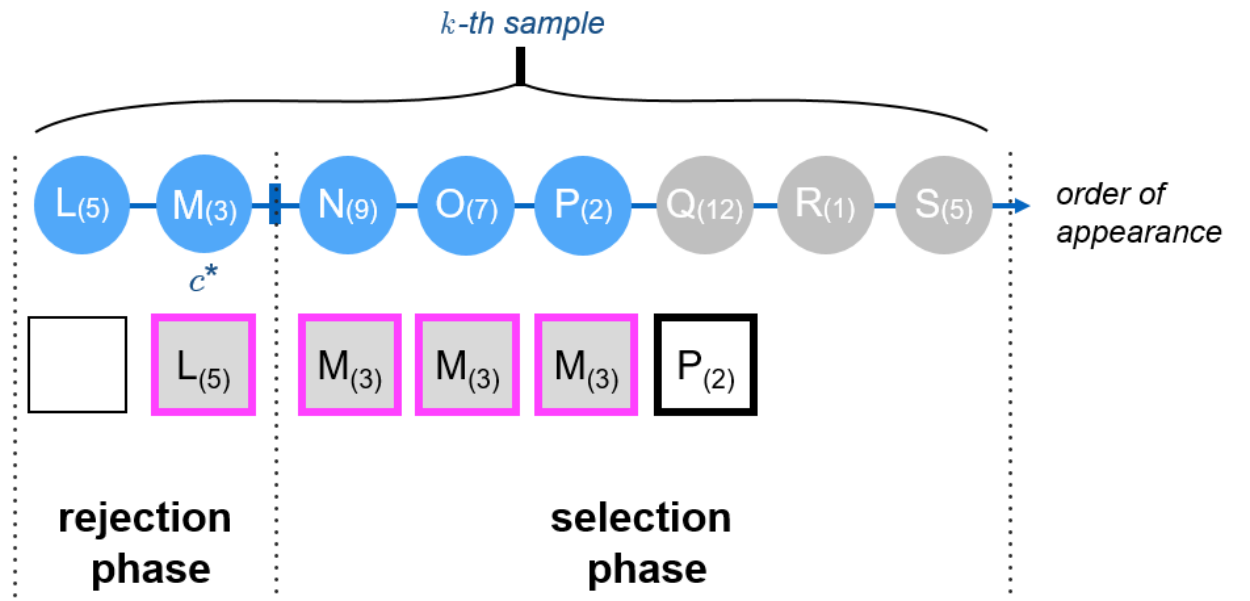 k-th sample
L(5) M(3) N(9) O(7) P(2) Q(12) R(1) S(5)
order of
appearance
c*
L(5) M(3) M(3) M(3) P(2)
rejection
phase
selection
phase